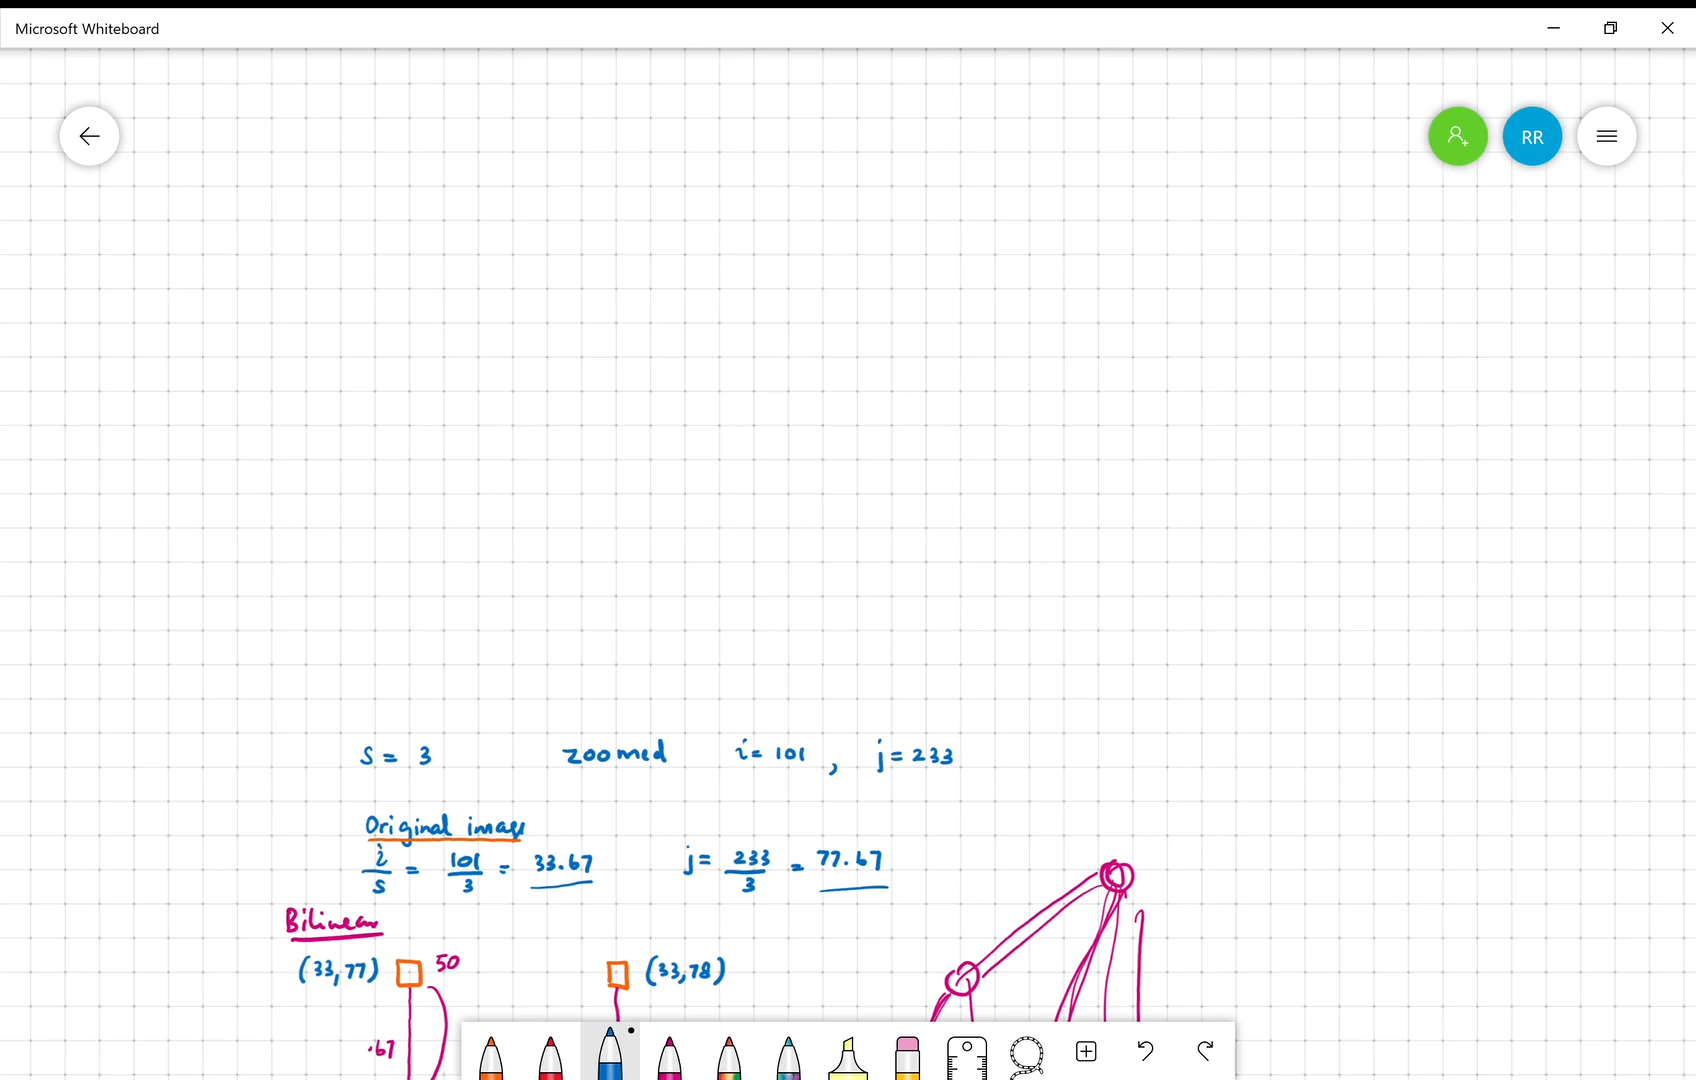 Microsoft Whiteboard
RR
S = 3 zoomed i = 101 , j = 233
Original image
i/s = 101/3 = 33.67 j = 233/3 = 77.67
Bilinear
(33,77) 50 (33,78)
.67